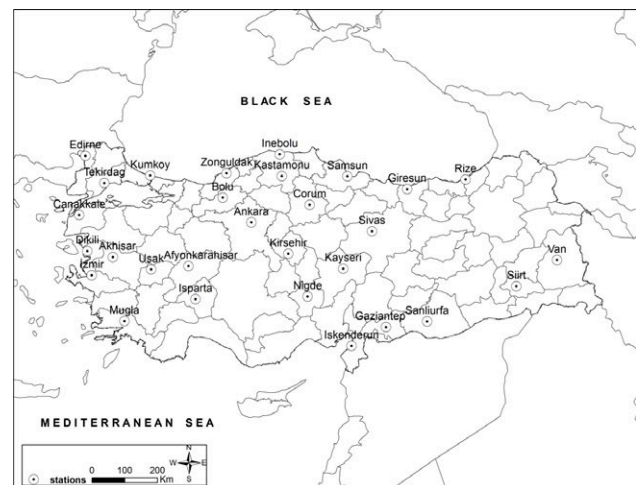 BLACK SEA
Edirne
Inebolu
Tekirdag
Kumkoy
Zonguldak
Kastamonu
Samsun
Rize
Giresun
Bolu
Corum
Canakkale
Ankara
Sivas
Dikili
Akhisar
Usak
Afyonkarahisar
Kirsehir
Kayseri
Van
Izmir
Siirt
Isparta
Nigde
Mugla
Gaziantep
Sanliurfa
Iskenderun
MEDITERRANEAN SEA
N
W E
S
stations
0 100 200
Km